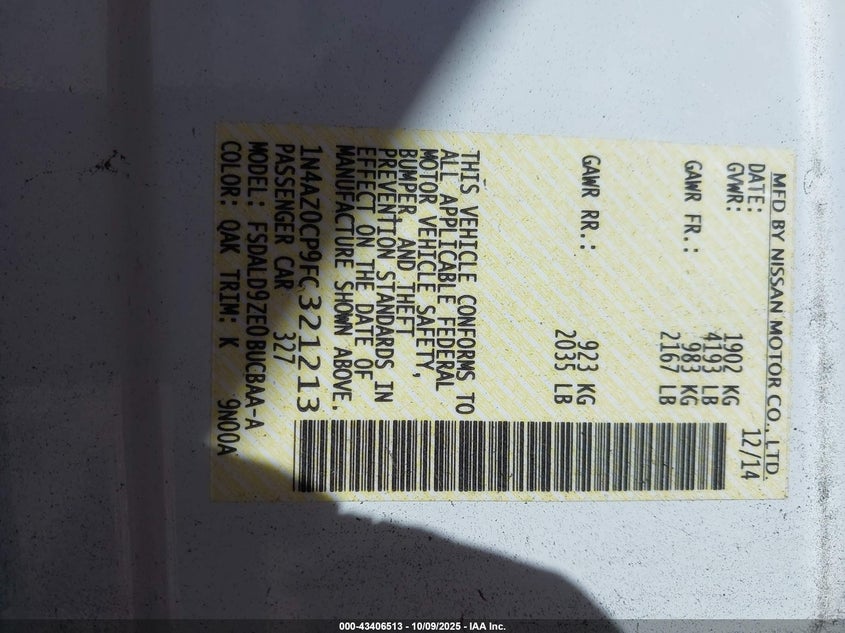 MFD BY NISSAN MOTOR CO., LTD.
DATE: 12/14
GVWR: 1902 KG
4193 LB
GAWR FR.: 983 KG
2167 LB
GAWR RR.: 923 KG
2035 LB
THIS VEHICLE CONFORMS TO
ALL APPLICABLE FEDERAL
MOTOR VEHICLE SAFETY,
BUMPER, AND THEFT
PREVENTION STANDARDS IN
EFFECT ON THE DATE OF
MANUFACTURE SHOWN ABOVE.
1N4AZ0CP9FC321213
PASSENGER CAR 327
MODEL: FSDALD9ZE0BUCBAA-A
COLOR: QAK TRIM: K 9N00A
000-43406513 - 10/09/2025 - IAA Inc.